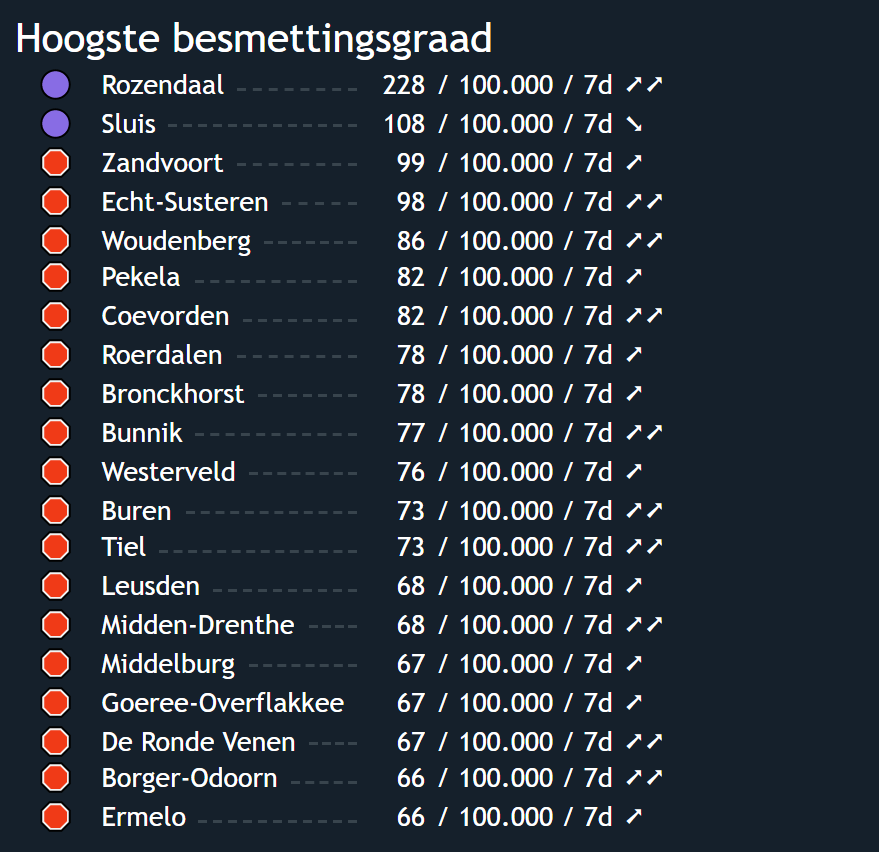 Hoogste besmettingsgraad
Rozendaal 228 / 100.000 / 7d ➚➚
Sluis 108 / 100.000 / 7d ➘
Zandvoort 99 / 100.000 / 7d ➚
Echt-Susteren 98 / 100.000 / 7d ➚➚
Woudenberg 86 / 100.000 / 7d ➚➚
Pekela 82 / 100.000 / 7d ➚
Coevorden 82 / 100.000 / 7d ➚➚
Roerdalen 78 / 100.000 / 7d ➚
Bronckhorst 78 / 100.000 / 7d ➚
Bunnik 77 / 100.000 / 7d ➚➚
Westerveld 76 / 100.000 / 7d ➚
Buren 73 / 100.000 / 7d ➚➚
Tiel 73 / 100.000 / 7d ➚➚
Leusden 68 / 100.000 / 7d ➚
Midden-Drenthe 68 / 100.000 / 7d ➚➚
Middelburg 67 / 100.000 / 7d ➚
Goeree-Overflakkee 67 / 100.000 / 7d ➚
De Ronde Venen 67 / 100.000 / 7d ➚➚
Borger-Odoorn 66 / 100.000 / 7d ➚➚
Ermelo 66 / 100.000 / 7d ➚